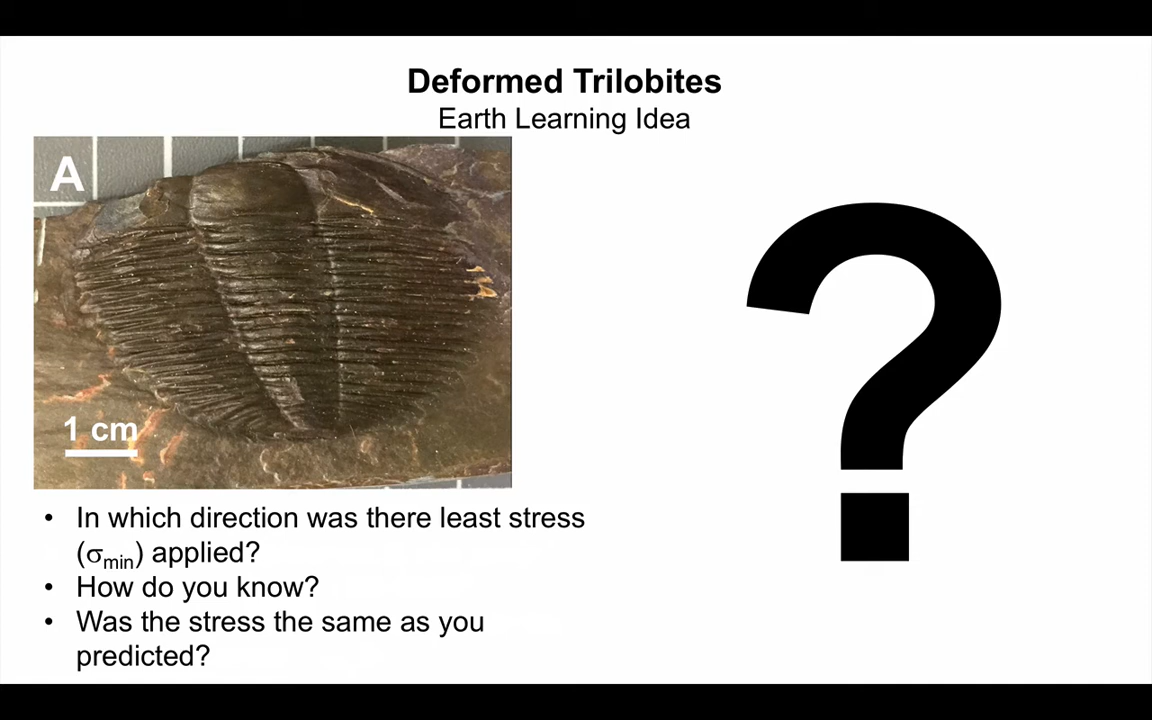 Deformed Trilobites
Earth Learning Idea
A
1 cm
• In which direction was there least stress
(σmin) applied?
• How do you know?
• Was the stress the same as you
predicted?
?